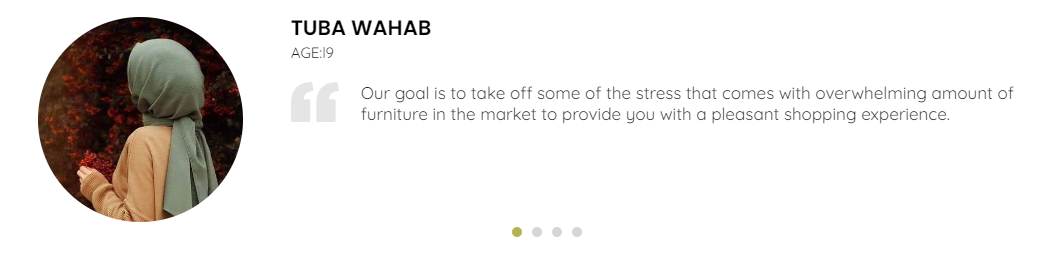 TUBA WAHAB
AGE:19
Our goal is to take off some of the stress that comes with overwhelming amount of
furniture in the market to provide you with a pleasant shopping experience.